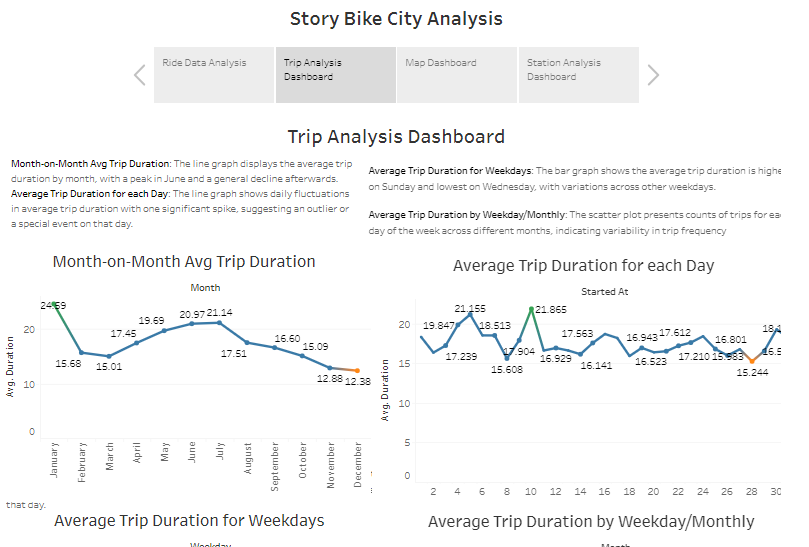 Story Bike City Analysis
Ride Data Analysis
Trip Analysis
Dashboard
Map Dashboard
Station Analysis
Dashboard
Trip Analysis Dashboard
Month-on-Month Avg Trip Duration: The line graph displays the average trip
duration by month, with a peak in June and a general decline afterwards.
Average Trip Duration for each Day: The line graph shows daily fluctuations
in average trip duration with one significant spike, suggesting an outlier or
a special event on that day.
Average Trip Duration for Weekdays: The bar graph shows the average trip duration is highe
on Sunday and lowest on Wednesday, with variations across other weekdays.
Average Trip Duration by Weekday/Monthly: The scatter plot presents counts of trips for eac
day of the week across different months, indicating variability in trip frequency
Month-on-Month Avg Trip Duration
Month
Avg. Duration
20
10
0
24.59
15.68
15.01
17.45
19.69
20.97
21.14
17.51
16.60
15.09
12.88
12.38
January
February
March
April
May
June
July
August
September
October
November
December
Average Trip Duration for each Day
Started At
Avg. Duration
20
15
10
5
0
19.847
17.239
21.155
18.513
15.608
17.904
21.865
16.929
17.563
16.141
16.943
16.523
17.612
17.210
16.801
15.983
15.244
2 4 6 8 10 12 14 16 18 20 22 24 26 28 30
that day.
Average Trip Duration for Weekdays
Weekday
Average Trip Duration by Weekday/Monthly
Month